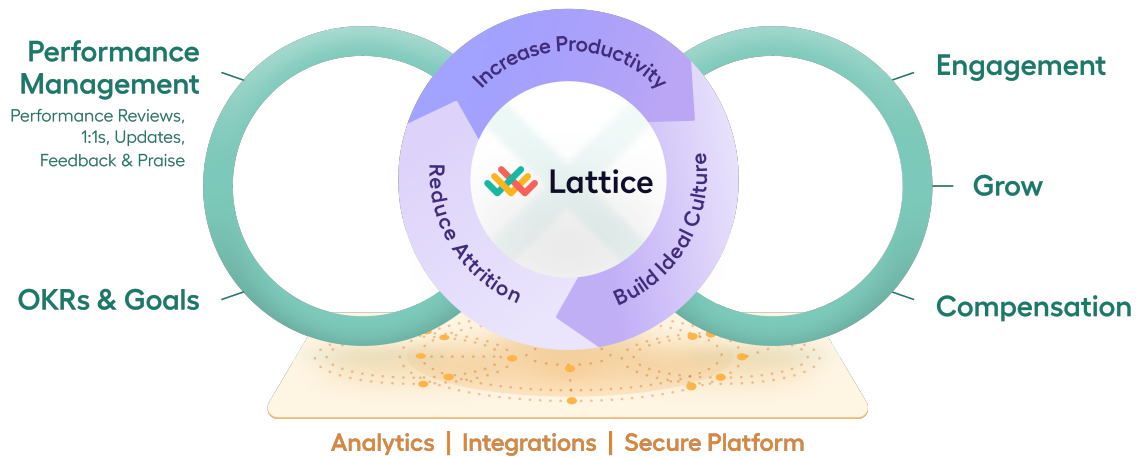 Performance
Management
Performance Reviews,
1:1s, Updates,
Feedback & Praise
OKRs & Goals
Increase Productivity
Build Ideal Culture
Reduce Attrition
Lattice
Engagement
Grow
Compensation
Analytics | Integrations | Secure Platform